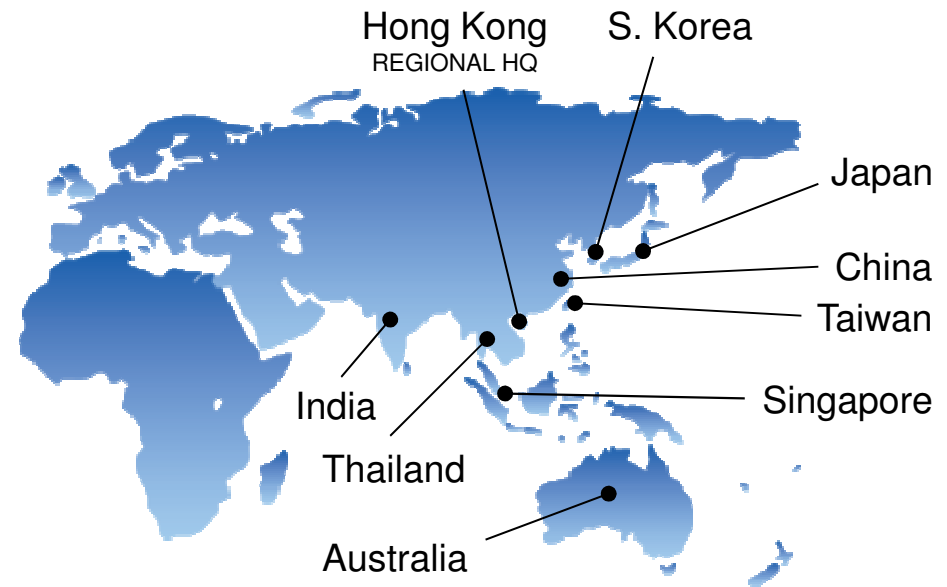 Hong Kong
REGIONAL HQ
S. Korea
Japan
China
Taiwan
Singapore
India
Thailand
Australia